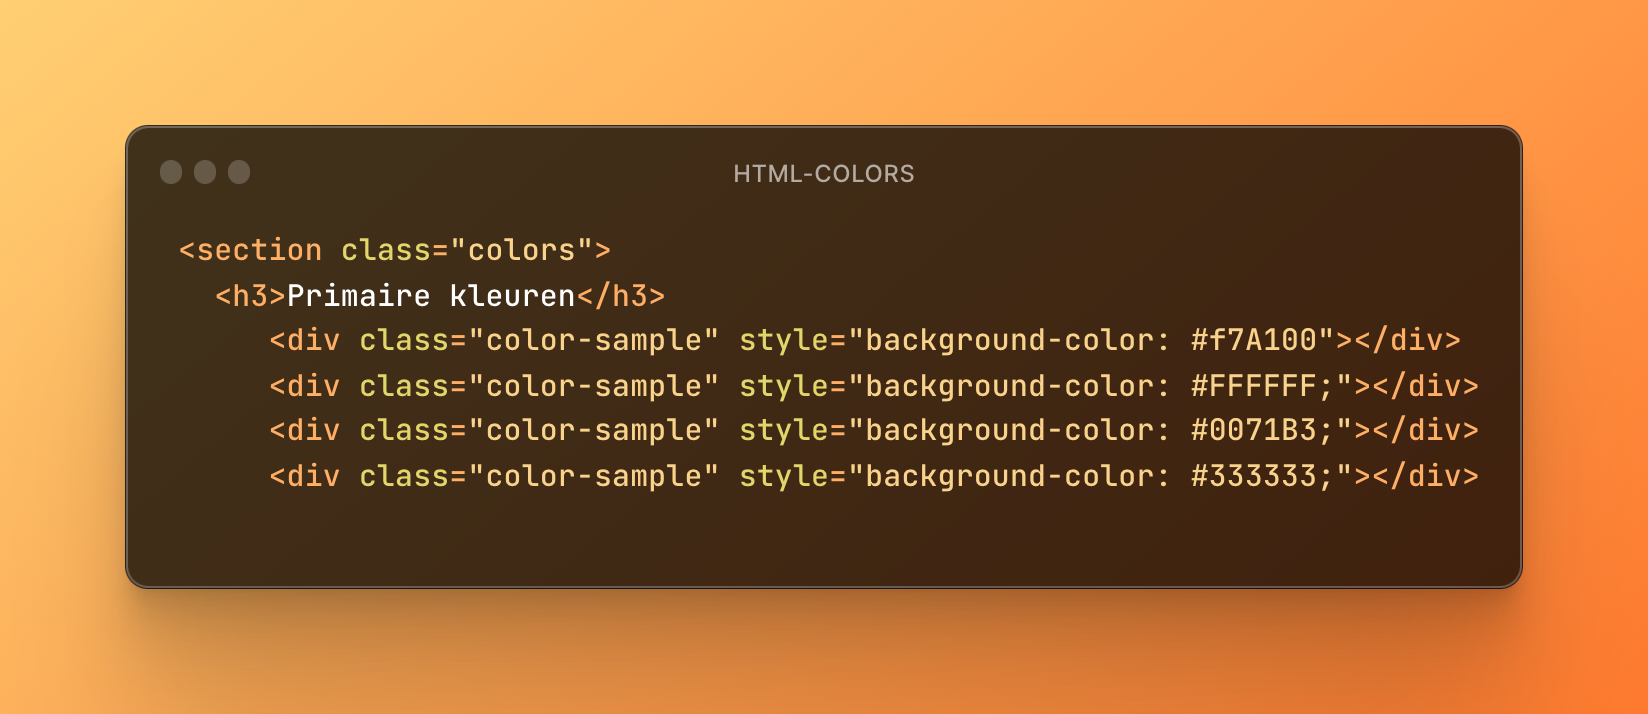 HTML-COLORS
<section class="colors">
  <h3>Primaire kleuren</h3>
     <div class="color-sample" style="background-color: #f7A100"></div>
     <div class="color-sample" style="background-color: #FFFFFF;"></div>
     <div class="color-sample" style="background-color: #0071B3;"></div>
     <div class="color-sample" style="background-color: #333333;"></div>